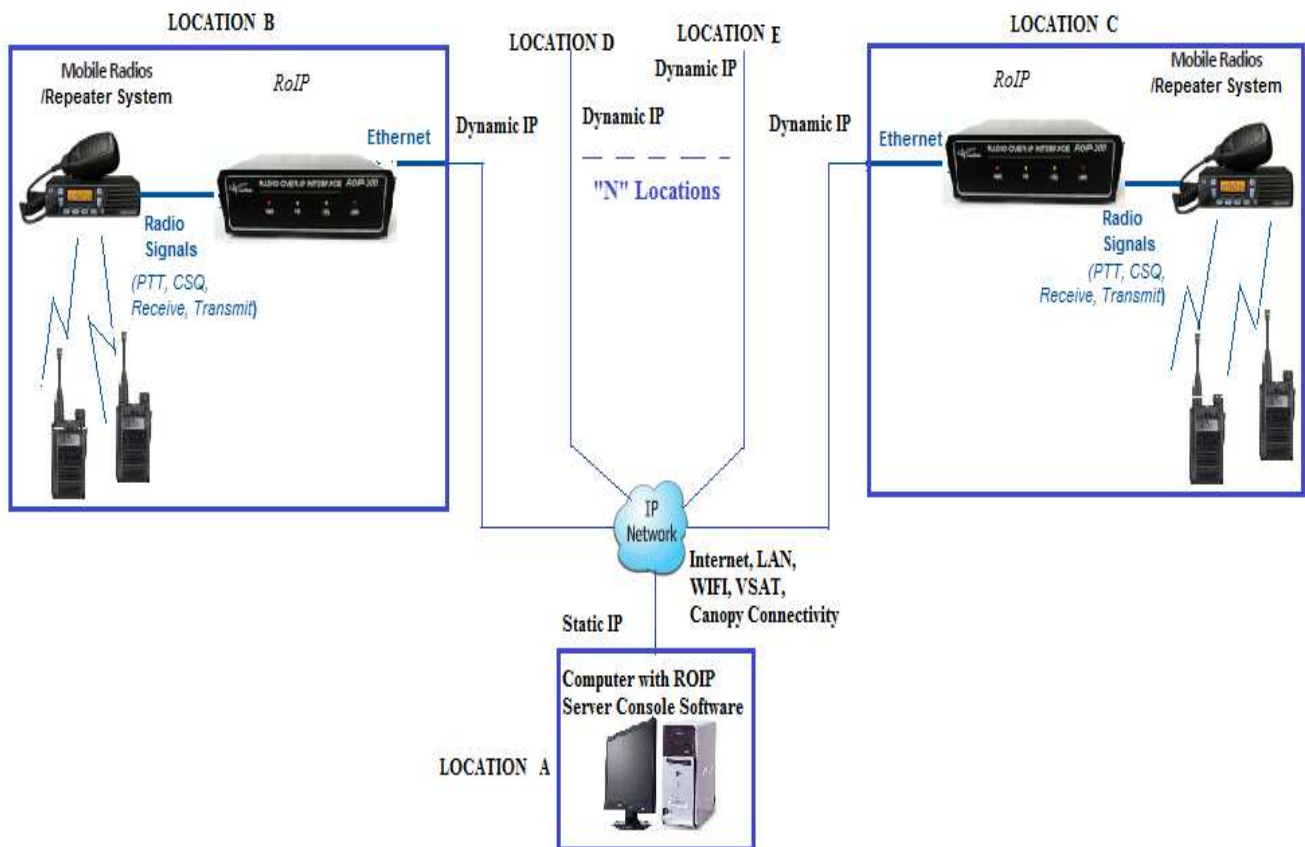 LOCATION B
Mobile Radios
/Repeater System
RoIP
Ethernet
Radio
Signals
(PTT, CSQ,
Receive, Transmit)
Dynamic IP
LOCATION D
Dynamic IP
LOCATION E
Dynamic IP
"N" Locations
Dynamic IP
LOCATION C
RoIP
Mobile Radios
/Repeater System
Ethernet
Radio
Signals
(PTT, CSQ,
Receive, Transmit)
IP
Network
Internet, LAN,
WIFI, VSAT,
Canopy Connectivity
Static IP
Computer with ROIP
Server Console Software
LOCATION A